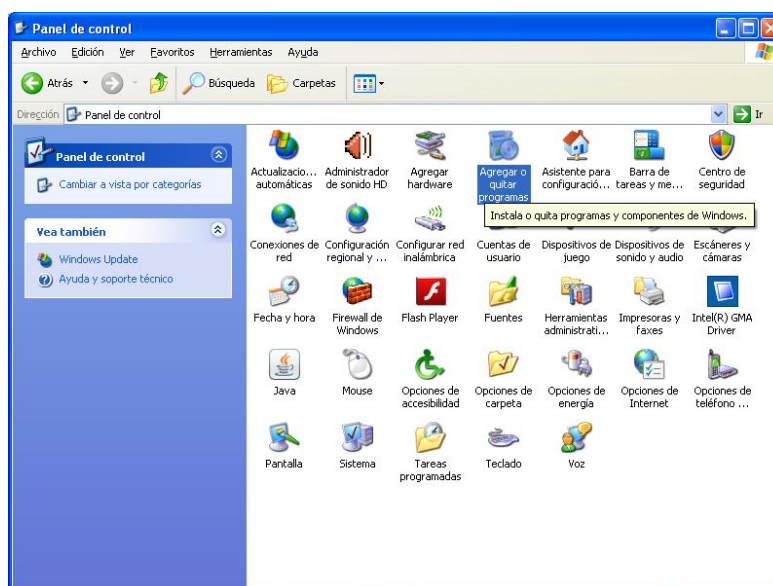 Panel de control
Archivo Edición Ver Favoritos Herramientas Ayuda
Atrás Búsqueda Carpetas
Dirección Panel de control Ir
Panel de control
Cambiar a vista por categorías
Vea también
Windows Update
Ayuda y soporte técnico
Actualizacio... automáticas
Administrador de sonido HD
Agregar hardware
Agregar o quitar programas
Asistente para configuració...
Barra de tareas y me...
Centro de seguridad
Instala o quita programas y componentes de Windows.
Conexiones de red
Configuración regional y ...
Configurar red inalámbrica
Cuentas de usuario
Dispositivos de juego
Dispositivos de sonido y audio
Escáneres y cámaras
Fecha y hora
Firewall de Windows
Flash Player
Fuentes
Herramientas administrati...
Impresoras y faxes
Intel(R) GMA Driver
Java
Mouse
Opciones de accesibilidad
Opciones de carpeta
Opciones de energía
Opciones de Internet
Opciones de teléfono ...
Pantalla
Sistema
Tareas programadas
Teclado
Voz